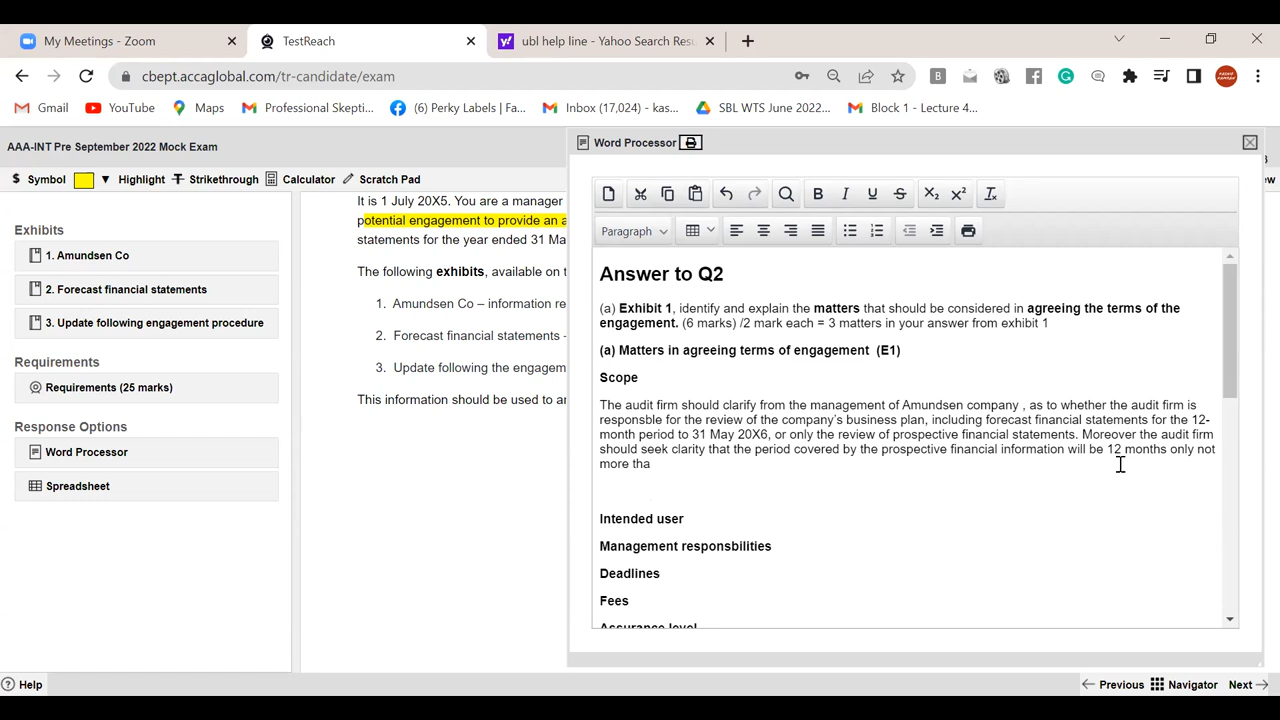 My Meetings - Zoom
TestReach
ubl help line - Yahoo Search Resu
cbept.accaglobal.com/tr-candidate/exam
Gmail
YouTube
Maps
Professional Skepti...
(6) Perky Labels | Fa...
Inbox (17,024) - kas...
SBL WTS June 2022...
Block 1 - Lecture 4...
AAA-INT Pre September 2022 Mock Exam
Symbol
Highlight
Strikethrough
Calculator
Scratch Pad
Exhibits
1. Amundsen Co
2. Forecast financial statements
3. Update following engagement procedure
Requirements
Requirements (25 marks)
Response Options
Word Processor
Spreadsheet
It is 1 July 20X5. You are a manager
potential engagement to provide an a
statements for the year ended 31 Ma
The following exhibits, available on t
1. Amundsen Co – information re
2. Forecast financial statements -
3. Update following the engagem
This information should be used to an
Word Processor
Paragraph
Answer to Q2
(a) Exhibit 1, identify and explain the matters that should be considered in agreeing the terms of the
engagement. (6 marks) /2 mark each = 3 matters in your answer from exhibit 1
(a) Matters in agreeing terms of engagement (E1)
Scope
The audit firm should clarify from the management of Amundsen company , as to whether the audit firm is
responsble for the review of the company's business plan, including forecast financial statements for the 12-
month period to 31 May 20X6, or only the review of prospective financial statements. Moreover the audit firm
should seek clarity that the period covered by the prospective financial information will be 12 months only not
more tha
Intended user
Management responsbilities
Deadlines
Fees
Assurance level
Help
Previous
Navigator
Next